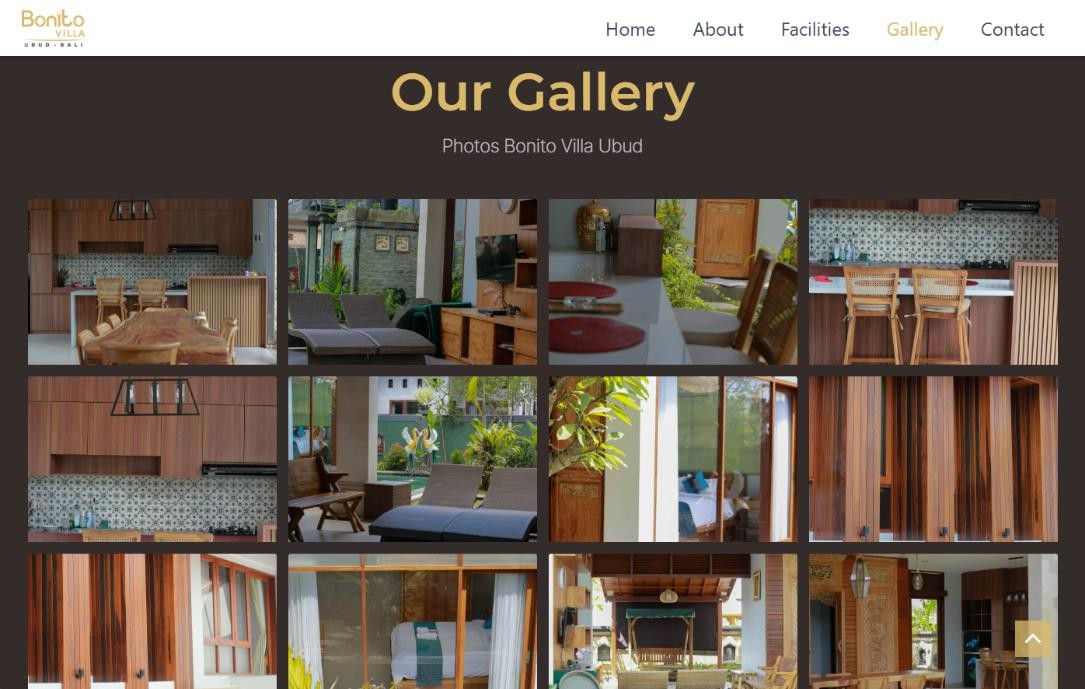 Bonito
VILLA
UBUD - BALI
Home
About
Facilities
Gallery
Contact
Our Gallery
Photos Bonito Villa Ubud